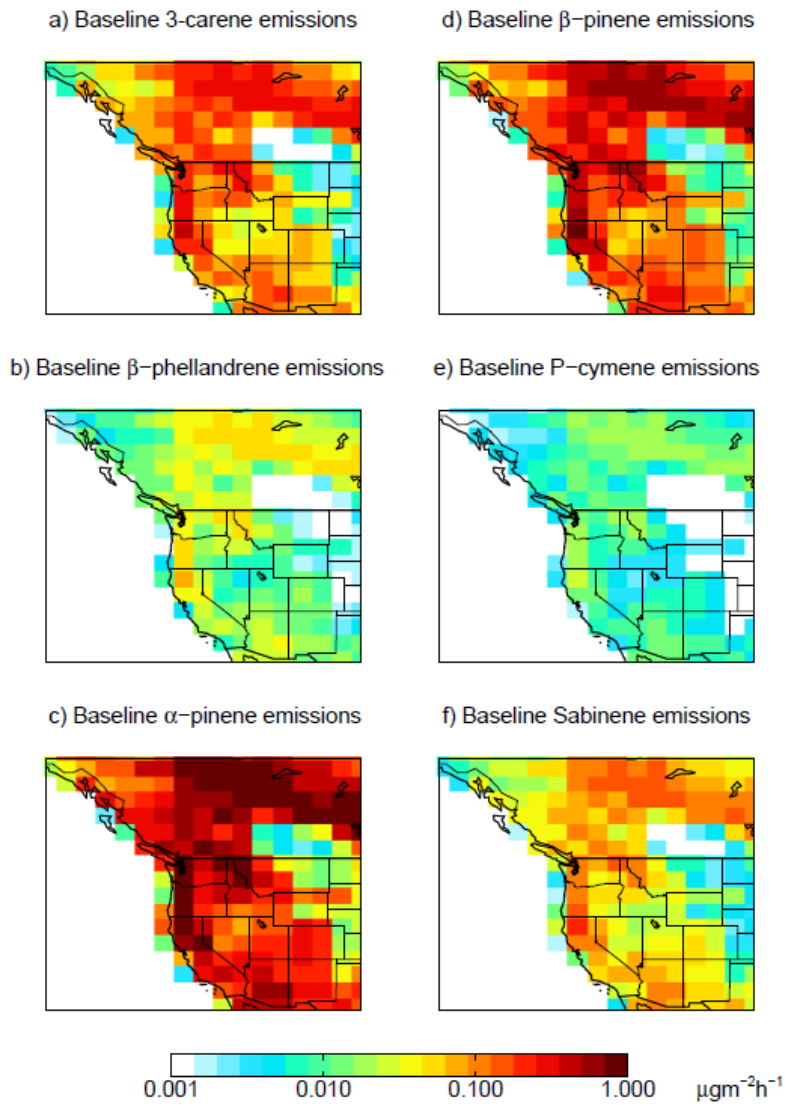 a) Baseline 3−carene emissions
d) Baseline β−pinene emissions
b) Baseline β−phellandrene emissions
e) Baseline P−cymene emissions
c) Baseline α−pinene emissions
f) Baseline Sabinene emissions
0.001 0.010 0.100 1.000 μgm⁻²h⁻¹